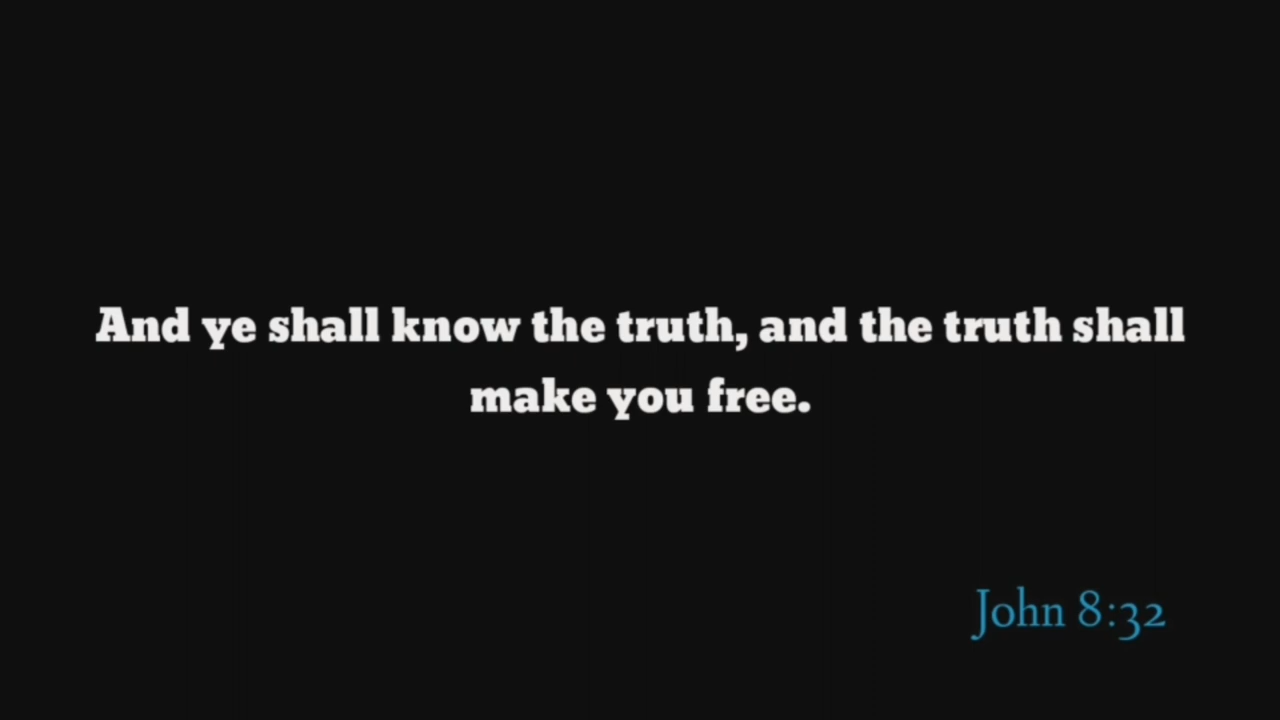 And ye shall know the truth, and the truth shall
make you free.
John 8:32